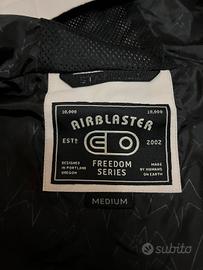 10,000 10,000
AIRBLASTER
ESTD 2002
DESIGNED IN PORTLAND OREGON
FREEDOM SERIES
MADE BY HUMANS ON EARTH
MEDIUM
subito